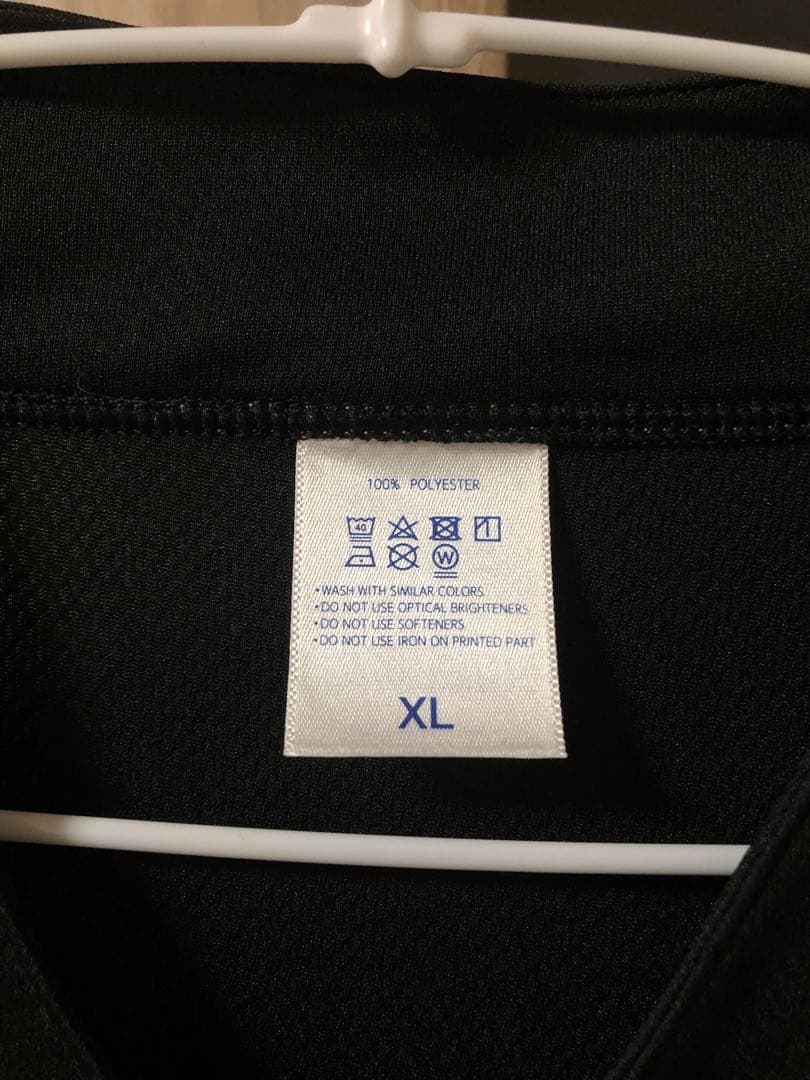 100% POLYESTER
40
W
•WASH WITH SIMILAR COLORS
•DO NOT USE OPTICAL BRIGHTENERS
•DO NOT USE SOFTENERS
•DO NOT USE IRON ON PRINTED PART
XL